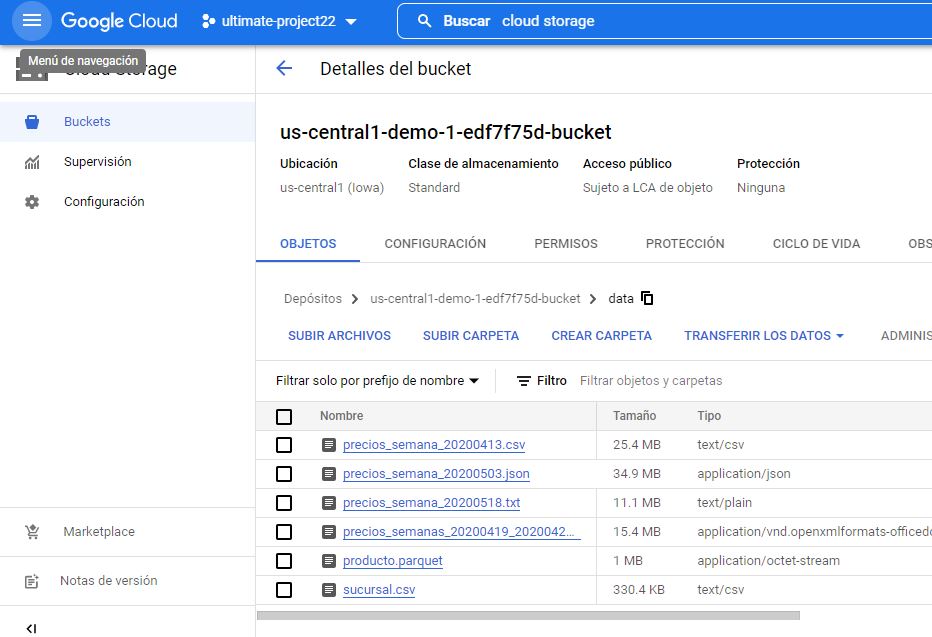 Google Cloud ultimate-project22 Buscar cloud storage
Menú de navegación
Cloud Storage
Detalles del bucket
Buckets
Supervisión
Configuración
Marketplace
Notas de versión
us-central1-demo-1-edf7f75d-bucket
Ubicación Clase de almacenamiento Acceso público Protección
us-central1 (Iowa) Standard Sujeto a LCA de objeto Ninguna
OBJETOS CONFIGURACIÓN PERMISOS PROTECCIÓN CICLO DE VIDA OBS
Depósitos > us-central1-demo-1-edf7f75d-bucket > data
SUBIR ARCHIVOS SUBIR CARPETA CREAR CARPETA TRANSFERIR LOS DATOS ADMINIS
Filtrar solo por prefijo de nombre Filtro Filtrar objetos y carpetas
Nombre Tamaño Tipo
precios_semana_20200413.csv 25.4 MB text/csv
precios_semana_20200503.json 34.9 MB application/json
precios_semana_20200518.txt 11.1 MB text/plain
precios_semanas_20200419_2020042... 15.4 MB application/vnd.openxmlformats-officedo
producto.parquet 1 MB application/octet-stream
sucursal.csv 330.4 KB text/csv